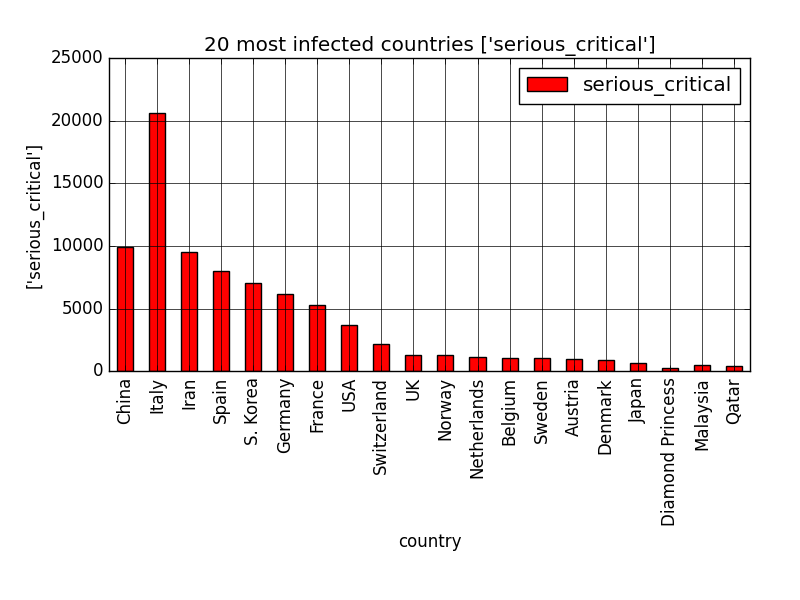 20 most infected countries ['serious_critical']
serious_critical
['serious_critical']
25000
20000
15000
10000
5000
0
China
Italy
Iran
Spain
S. Korea
Germany
France
USA
Switzerland
UK
Norway
Netherlands
Belgium
Sweden
Austria
Denmark
Japan
Diamond Princess
Malaysia
Qatar
country